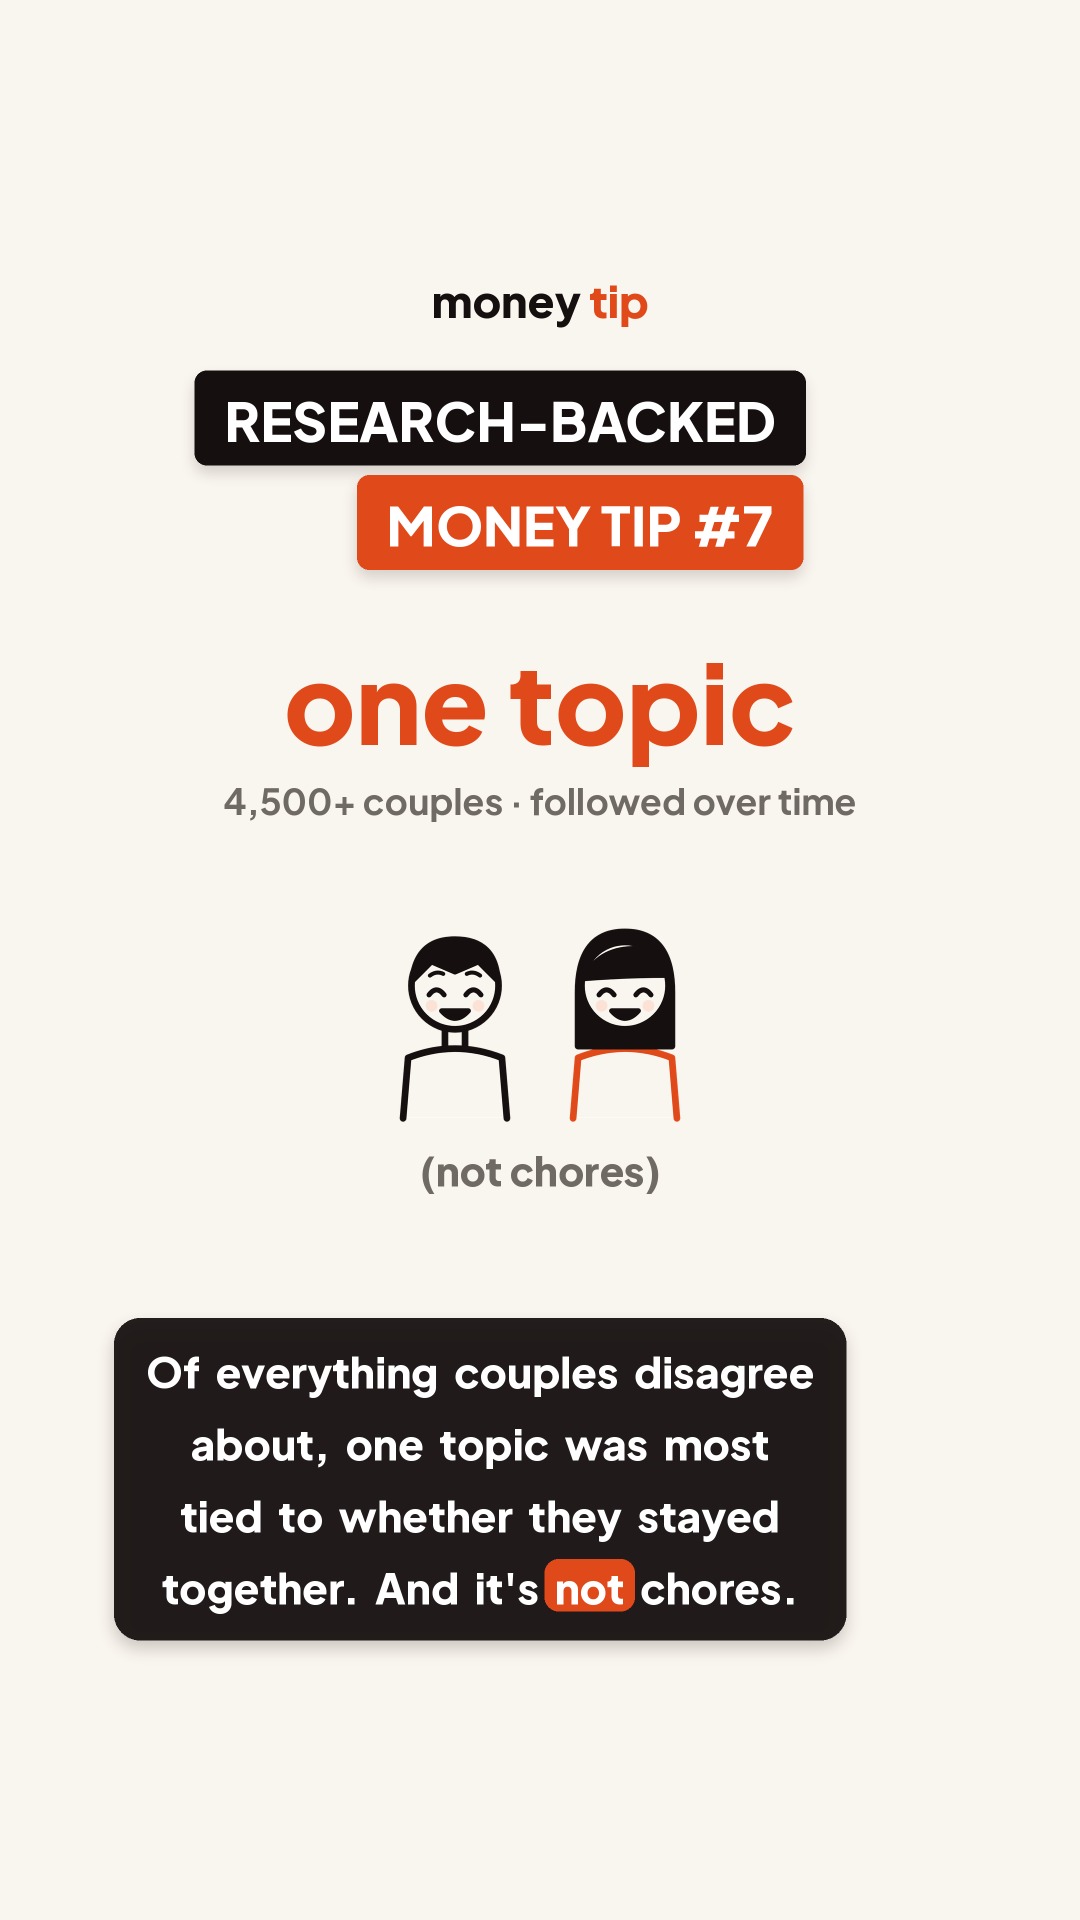 money tip
RESEARCH-BACKED
MONEY TIP #7
one topic
4,500+ couples · followed over time
(not chores)
Of everything couples disagree
about, one topic was most
tied to whether they stayed
together. And it's not chores.